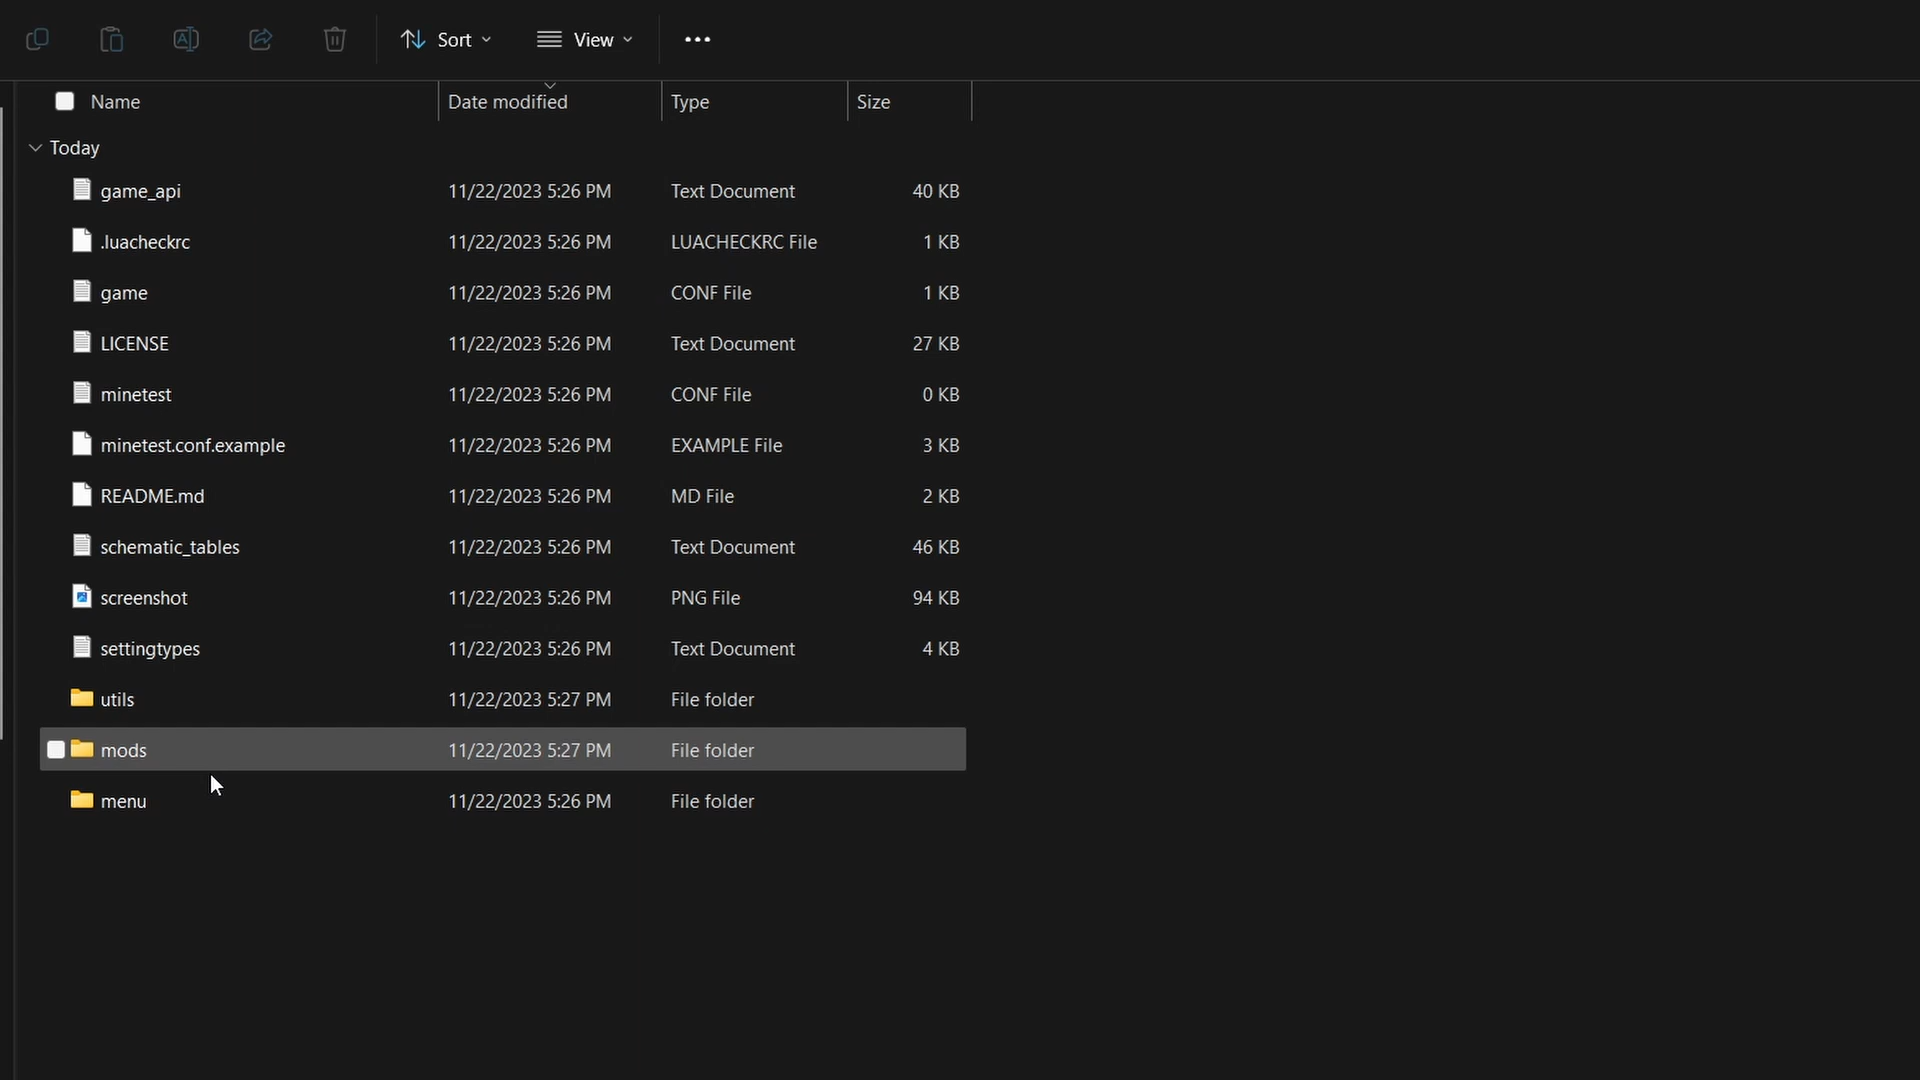 Sort View
Name Date modified Type Size
Today
game_api 11/22/2023 5:26 PM Text Document 40 KB
.luacheckrc 11/22/2023 5:26 PM LUACHECKRC File 1 KB
game 11/22/2023 5:26 PM CONF File 1 KB
LICENSE 11/22/2023 5:26 PM Text Document 27 KB
minetest 11/22/2023 5:26 PM CONF File 0 KB
minetest.conf.example 11/22/2023 5:26 PM EXAMPLE File 3 KB
README.md 11/22/2023 5:26 PM MD File 2 KB
schematic_tables 11/22/2023 5:26 PM Text Document 46 KB
screenshot 11/22/2023 5:26 PM PNG File 94 KB
settingtypes 11/22/2023 5:26 PM Text Document 4 KB
utils 11/22/2023 5:27 PM File folder
mods 11/22/2023 5:27 PM File folder
menu 11/22/2023 5:26 PM File folder